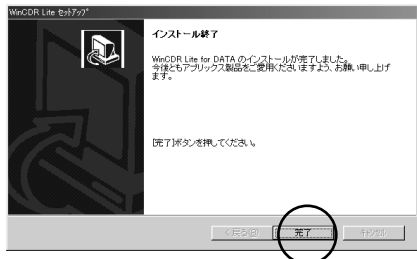 WinCDR Lite ｾｯﾄｱｯﾌﾟ
インストール終了
WinCDR Lite for DATA のインストールが完了しました。
今後ともアプリックス製品をご愛用くださいますよう、お願い申し上げ
ます。
[完了]ボタンを押してください。
< 戻る(B)
完了
ｷｬﾝｾﾙ